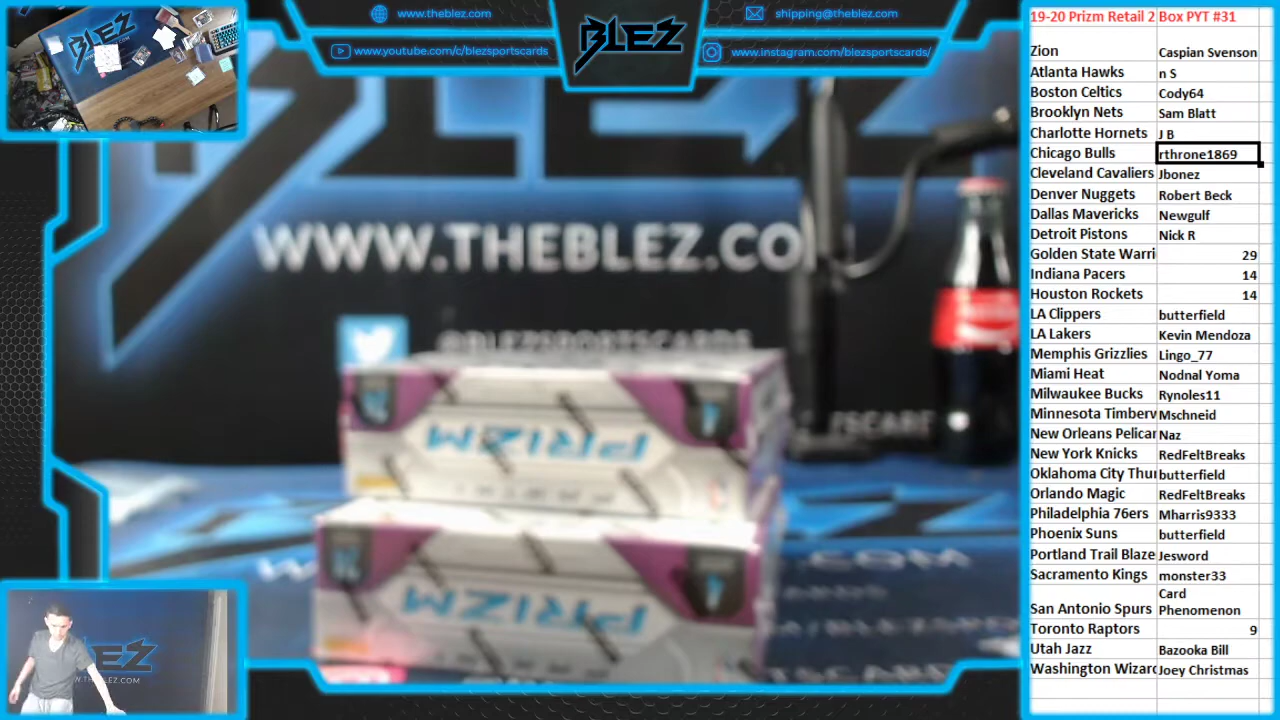 BLEZ
www.theblez.com
www.youtube.com/c/blezsportscards
BLEZ
shipping@theblez.com
www.instagram.com/blezsportscards/
WWW.THEBLEZ.CO
@BLEZSPORTSCARDS
PRIZM
PRIZM
BLEZ
19-20 Prizm Retail 2 Box PYT #31
Zion Caspian Svenson
Atlanta Hawks n S
Boston Celtics Cody64
Brooklyn Nets Sam Blatt
Charlotte Hornets J B
Chicago Bulls rthrone1869
Cleveland Cavaliers Jbonez
Denver Nuggets Robert Beck
Dallas Mavericks Newgulf
Detroit Pistons Nick R
Golden State Warri 29
Indiana Pacers 14
Houston Rockets 14
LA Clippers butterfield
LA Lakers Kevin Mendoza
Memphis Grizzlies Lingo_77
Miami Heat Nodnal Yoma
Milwaukee Bucks Rynoles11
Minnesota Timberw Mschneid
New Orleans Pelican Naz
New York Knicks RedFeltBreaks
Oklahoma City Thun butterfield
Orlando Magic RedFeltBreaks
Philadelphia 76ers Mharris9333
Phoenix Suns butterfield
Portland Trail Blaze Jesword
Sacramento Kings monster33
San Antonio Spurs Card
Phenomenon
Toronto Raptors 9
Utah Jazz Bazooka Bill
Washington Wizard Joey Christmas